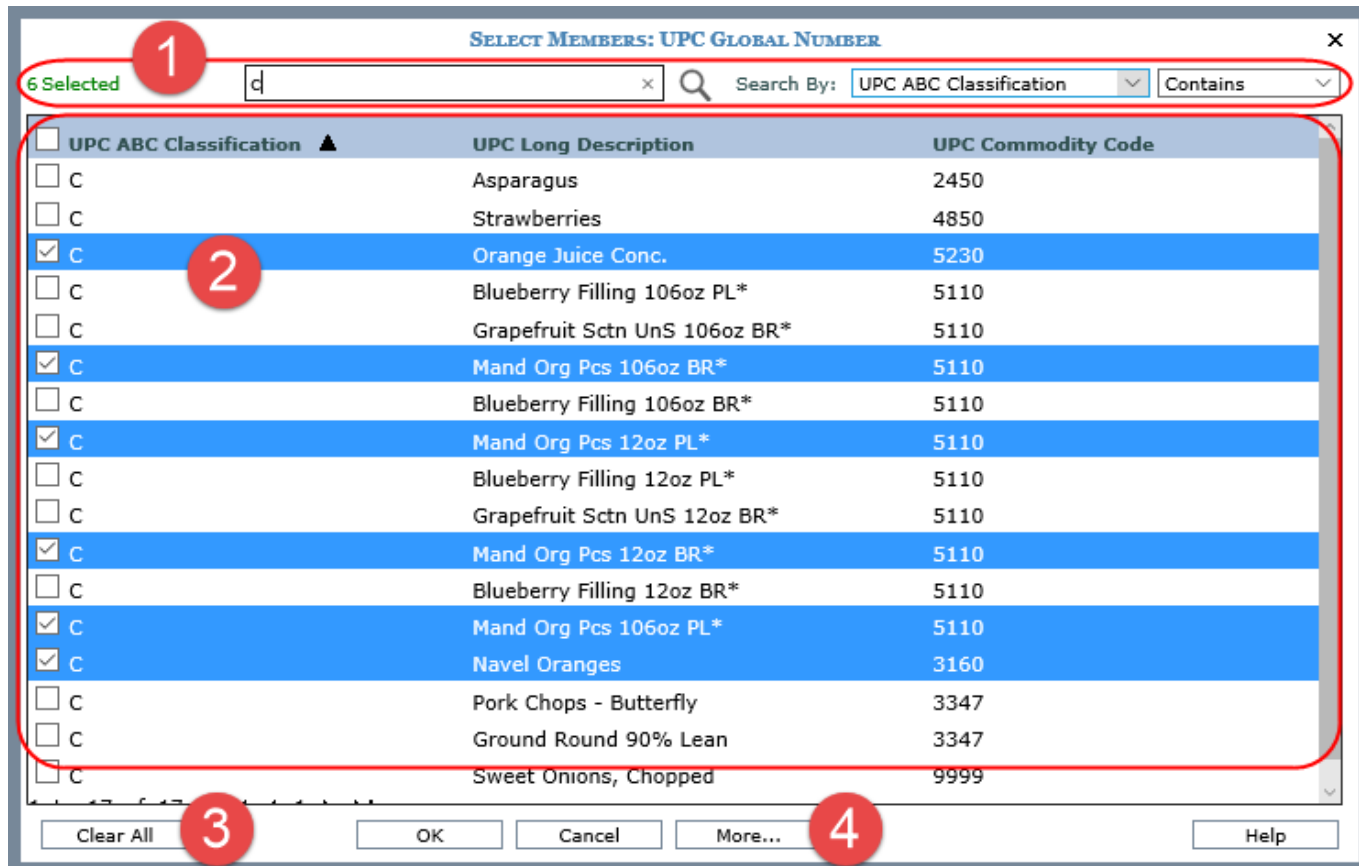 SELECT MEMBERS: UPC GLOBAL NUMBER ×
1
6 Selected c × Search By: UPC ABC Classification Contains
UPC ABC Classification ▲ UPC Long Description UPC Commodity Code
C Asparagus 2450
C Strawberries 4850
C Orange Juice Conc. 5230
2
C Blueberry Filling 106oz PL* 5110
C Grapefruit Sctn UnS 106oz BR* 5110
C Mand Org Pcs 106oz BR* 5110
C Blueberry Filling 106oz BR* 5110
C Mand Org Pcs 12oz PL* 5110
C Blueberry Filling 12oz PL* 5110
C Grapefruit Sctn UnS 12oz BR* 5110
C Mand Org Pcs 12oz BR* 5110
C Blueberry Filling 12oz BR* 5110
C Mand Org Pcs 106oz PL* 5110
C Navel Oranges 3160
C Pork Chops - Butterfly 3347
C Ground Round 90% Lean 3347
C Sweet Onions, Chopped 9999
Clear All 3 OK Cancel More... 4 Help